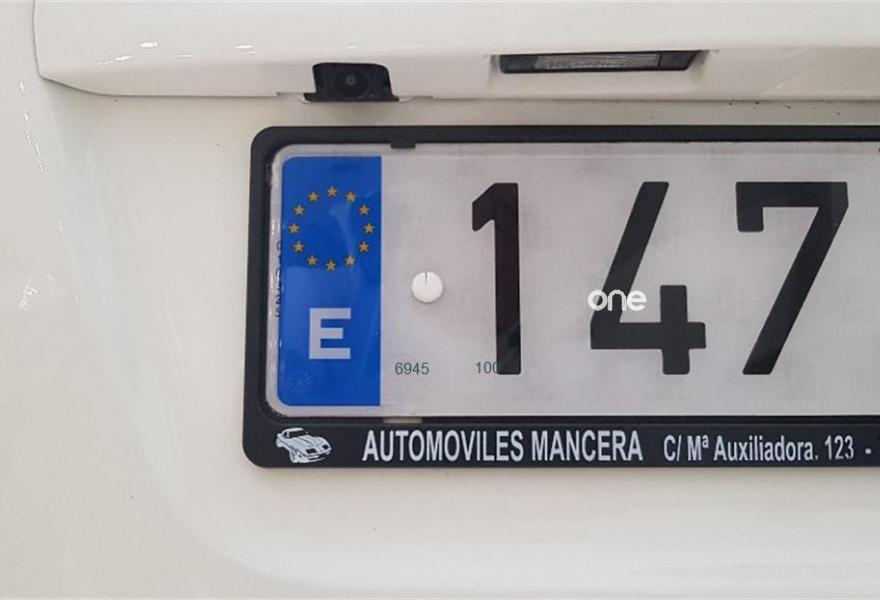 E
147
one
6945 100
AUTOMOVILES MANCERA C/ Mª Auxiliadora. 123 -